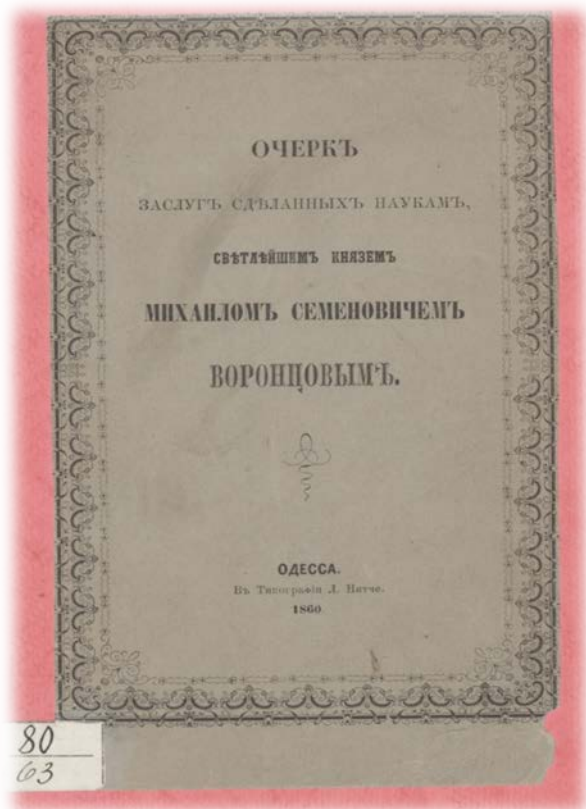 ОЧЕРКЪ
ЗАСЛУГЪ СДѢЛАННЫХЪ НАУКАМЪ,
СВѢТЛѢЙШИМЪ КНЯЗЕМЪ
МИХАИЛОМЪ СЕМЕНОВИЧЕМЪ
ВОРОНЦОВЫМЪ.
ОДЕССА.
Въ Типографіи Л. Нитче.
1860
80
63